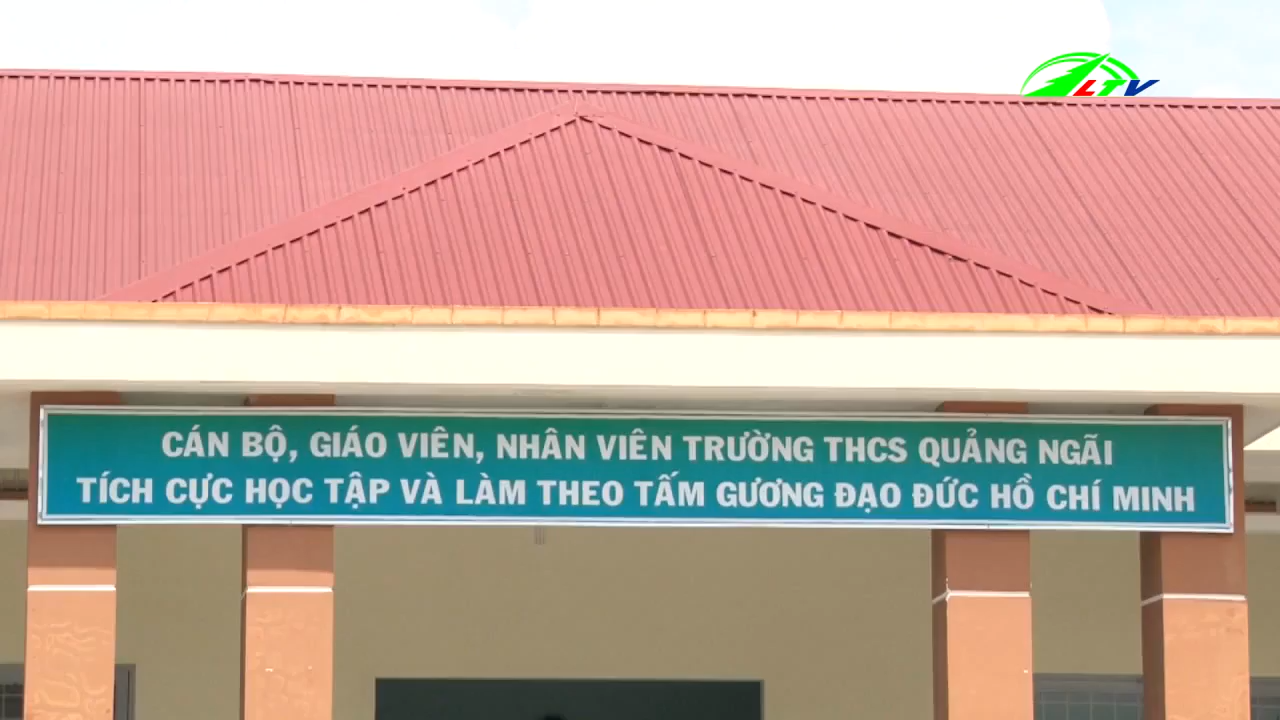 LTV
CÁN BỘ, GIÁO VIÊN, NHÂN VIÊN TRƯỜNG THCS QUẢNG NGÃI
TÍCH CỰC HỌC TẬP VÀ LÀM THEO TẤM GƯƠNG ĐẠO ĐỨC HỒ CHÍ MINH